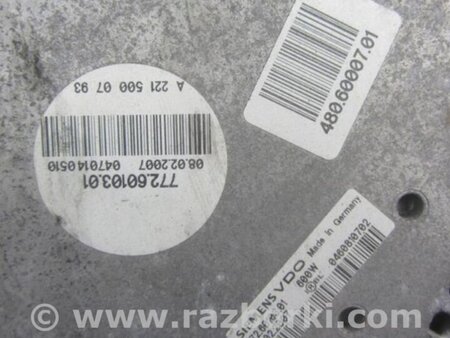 A 221 500 07 93
08.02.2007 0470140510
772.60103.01
480.60007.01
SIEMENS VDO Made in Germany
600W 0460810702
www.razborki.com